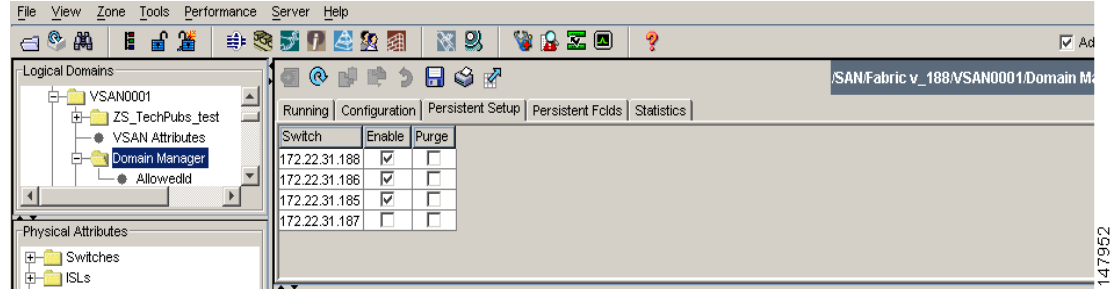 File View Zone Tools Performance Server Help
Ad
Logical Domains
VSAN0001
ZS_TechPubs_test
VSAN Attributes
Domain Manager
AllowedId
Physical Attributes
Switches
ISLs
/SAN/Fabric v_188/VSAN0001/Domain Ma
Running Configuration Persistent Setup Persistent FcIds Statistics
Switch Enable Purge
172.22.31.188
172.22.31.186
172.22.31.185
172.22.31.187
147952